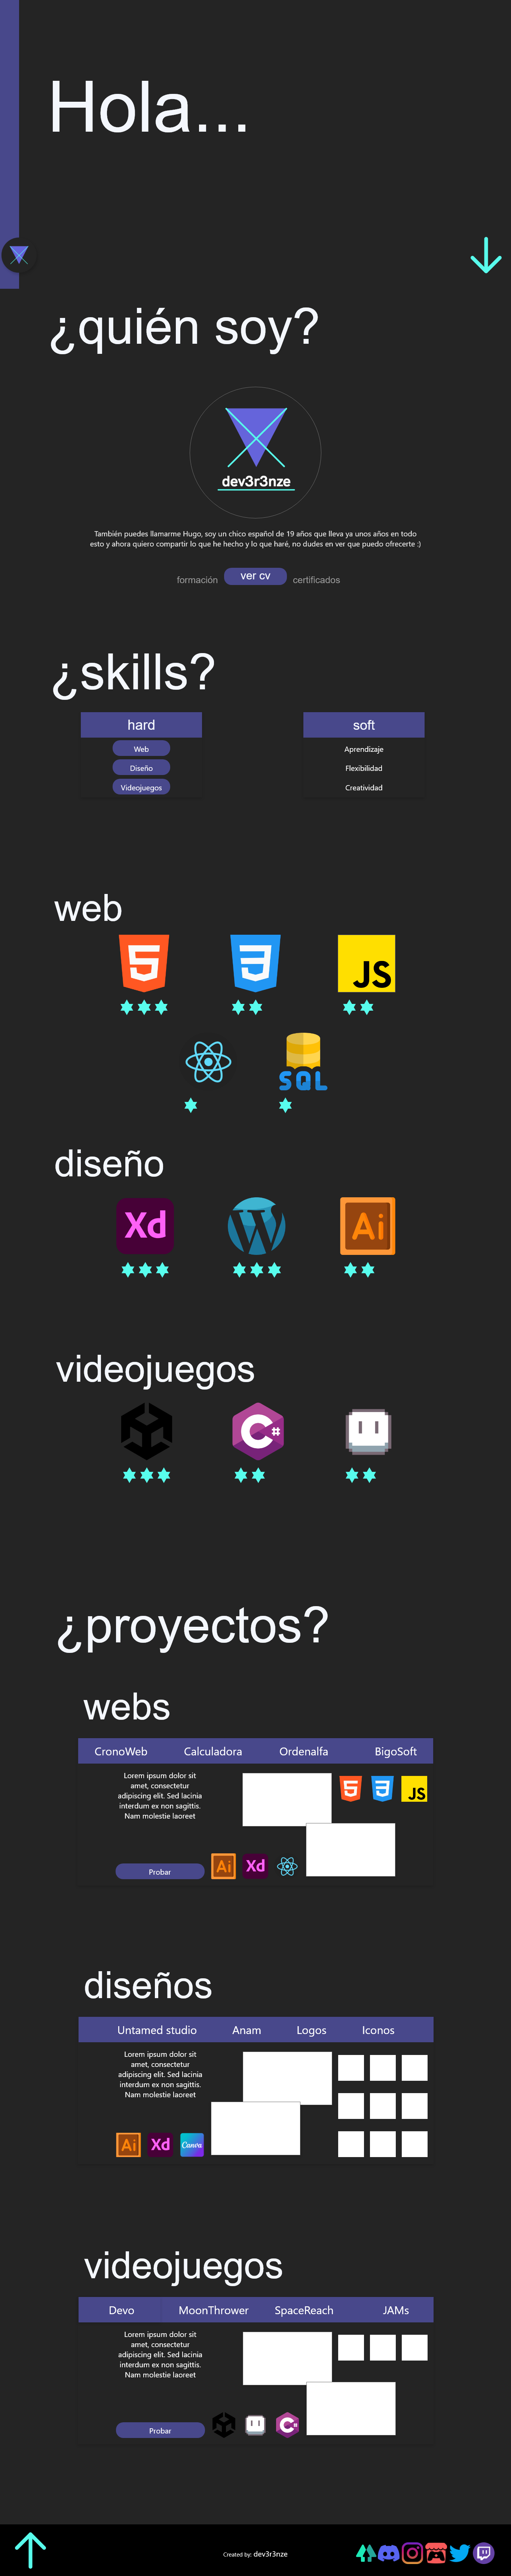 Hola...
¿quién soy?
dev3r3nze
También puedes llamarme Hugo, soy un chico español de 19 años que lleva ya unos años en todo
esto y ahora quiero compartir lo que he hecho y lo que haré, no dudes en ver que puedo ofrecerte :)
formación ver cv certificados
¿skills?
hard
Web
Diseño
Videojuegos
soft
Aprendizaje
Flexibilidad
Creatividad
web
5 3 JS
SQL
diseño
Xd W Ai
videojuegos
C#
¿proyectos?
webs
CronoWeb Calculadora Ordenalfa BigoSoft
Lorem ipsum dolor sit
amet, consectetur
adipiscing elit. Sed lacinia
interdum ex non sagittis.
Nam molestie laoreet
5 3 JS
Probar
Ai Xd
diseños
Untamed studio Anam Logos Iconos
Lorem ipsum dolor sit
amet, consectetur
adipiscing elit. Sed lacinia
interdum ex non sagittis.
Nam molestie laoreet
Ai Xd Canva
videojuegos
Devo MoonThrower SpaceReach JAMs
Lorem ipsum dolor sit
amet, consectetur
adipiscing elit. Sed lacinia
interdum ex non sagittis.
Nam molestie laoreet
Probar
C#
Created by: dev3r3nze